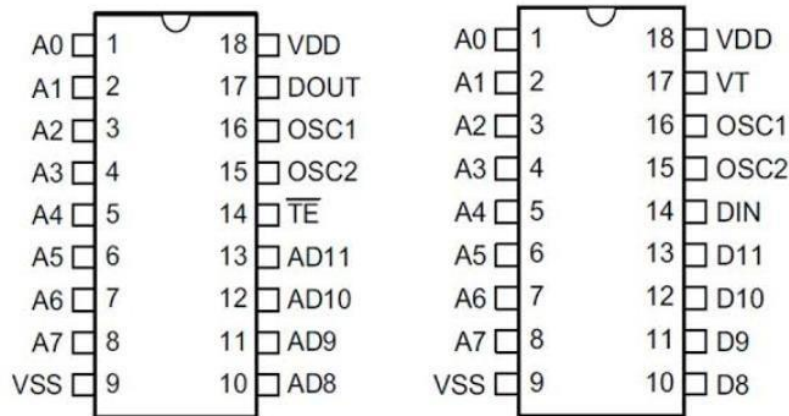 A0 1 18 VDD
A1 2 17 DOUT
A2 3 16 OSC1
A3 4 15 OSC2
A4 5 14 TE
A5 6 13 AD11
A6 7 12 AD10
A7 8 11 AD9
VSS 9 10 AD8
A0 1 18 VDD
A1 2 17 VT
A2 3 16 OSC1
A3 4 15 OSC2
A4 5 14 DIN
A5 6 13 D11
A6 7 12 D10
A7 8 11 D9
VSS 9 10 D8